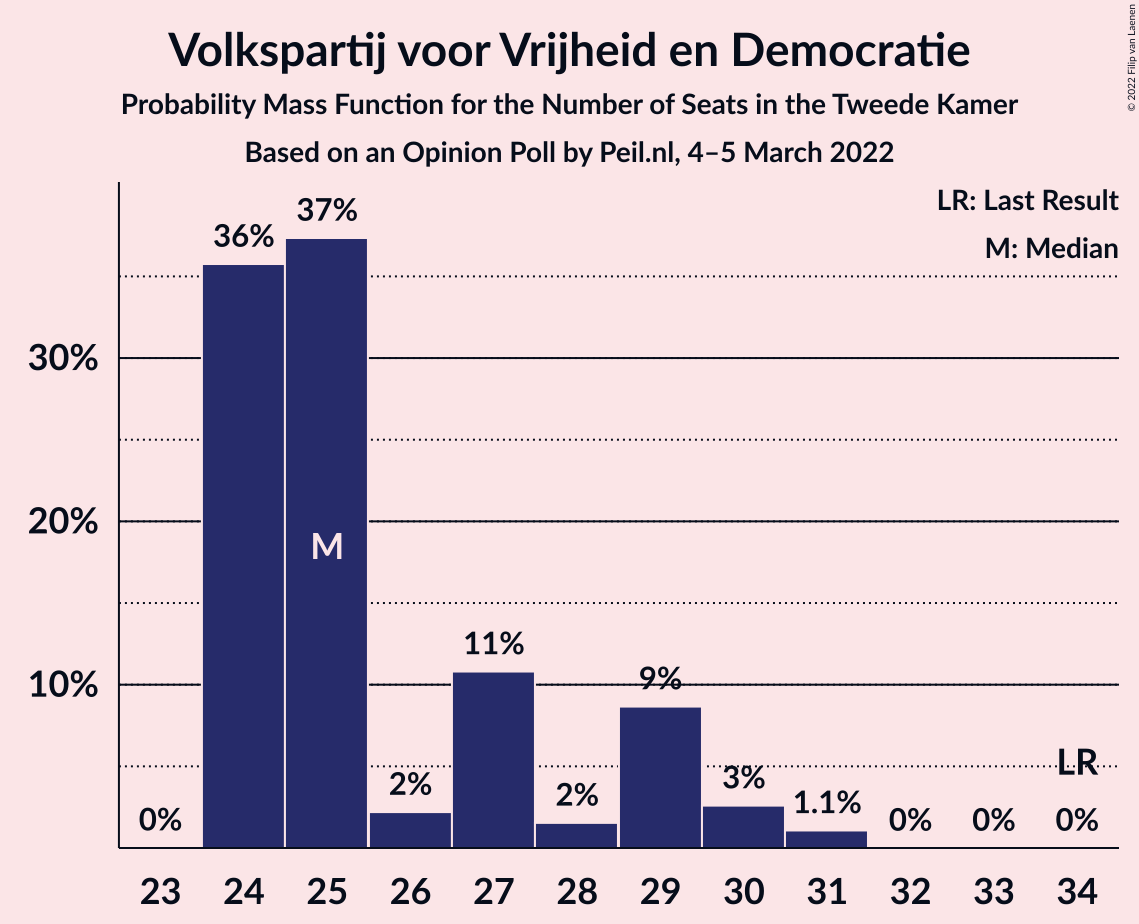 Volkspartij voor Vrijheid en Democratie
Probability Mass Function for the Number of Seats in the Tweede Kamer
Based on an Opinion Poll by Peil.nl, 4–5 March 2022
© 2022 Filip van Laenen
LR: Last Result
M: Median
30%
20%
10%
0%
36%
37%
M
2%
11%
2%
9%
3%
1.1%
0%
0%
LR
0%
23 24 25 26 27 28 29 30 31 32 33 34